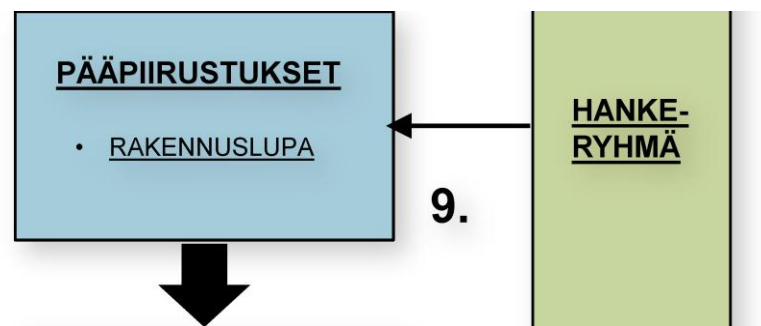 PÄÄPIIRUSTUKSET
• RAKENNUSLUPA
HANKE-
RYHMÄ
9.